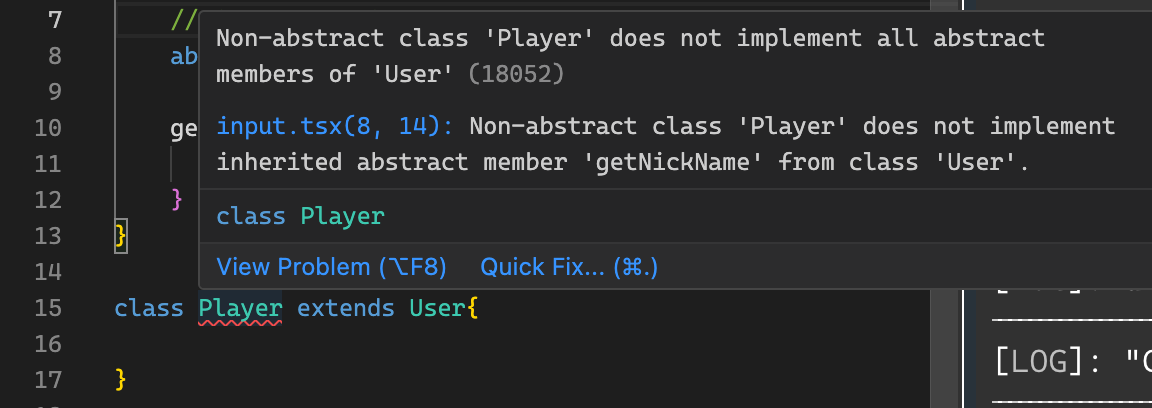 7 //
Non-abstract class 'Player' does not implement all abstract
8 ab
members of 'User' (18052)
9
10 ge
input.tsx(8, 14): Non-abstract class 'Player' does not implement
11
inherited abstract member 'getNickName' from class 'User'.
12 }
class Player
13 }
14
View Problem (⌥F8) Quick Fix... (⌘.)
15 class Player extends User{
16
[LOG]: "
17 }